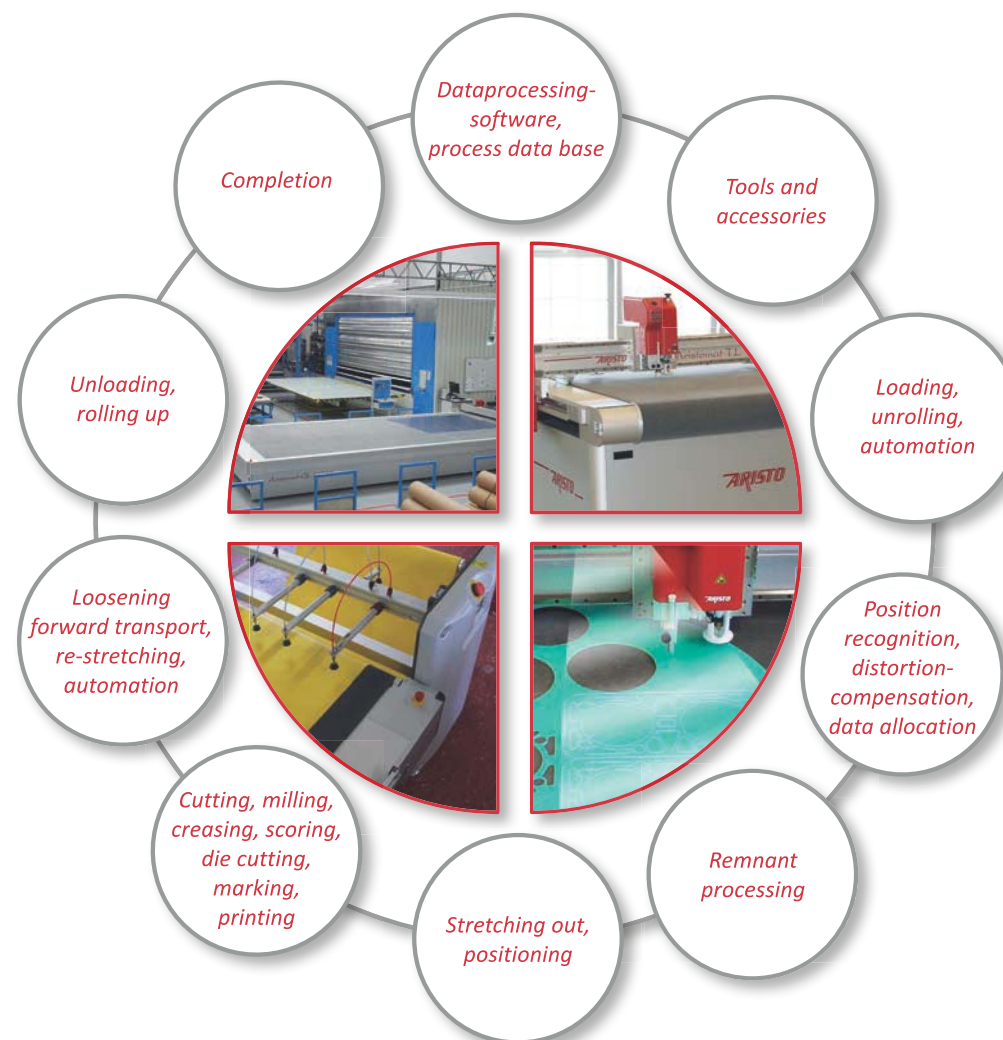 Dataprocessing-
software,
process data base
Tools and
accessories
Loading,
unrolling,
automation
Position
recognition,
distortion-
compensation,
data allocation
Remnant
processing
Stretching out,
positioning
Cutting, milling,
creasing, scoring,
die cutting,
marking,
printing
Loosening
forward transport,
re-stretching,
automation
Unloading,
rolling up
Completion
ARISTO
ARISTO
ARISTO
ARISTO